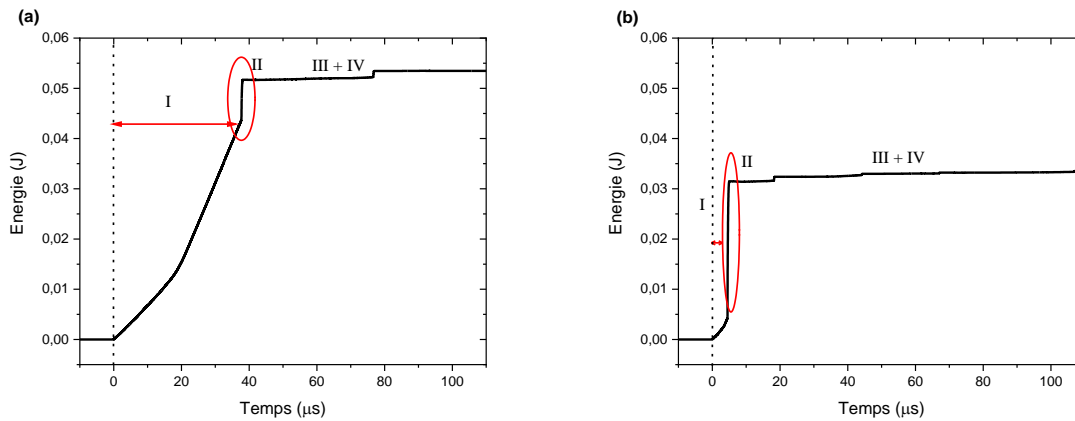 (a)
0,06
0,05
0,04
0,03
0,02
0,01
0,00
Energie (J)
I
II
III + IV
0
20
40
60
80
100
Temps (µs)
(b)
0,06
0,05
0,04
0,03
0,02
0,01
0,00
Energie (J)
I
II
III + IV
0
20
40
60
80
100
Temps (µs)